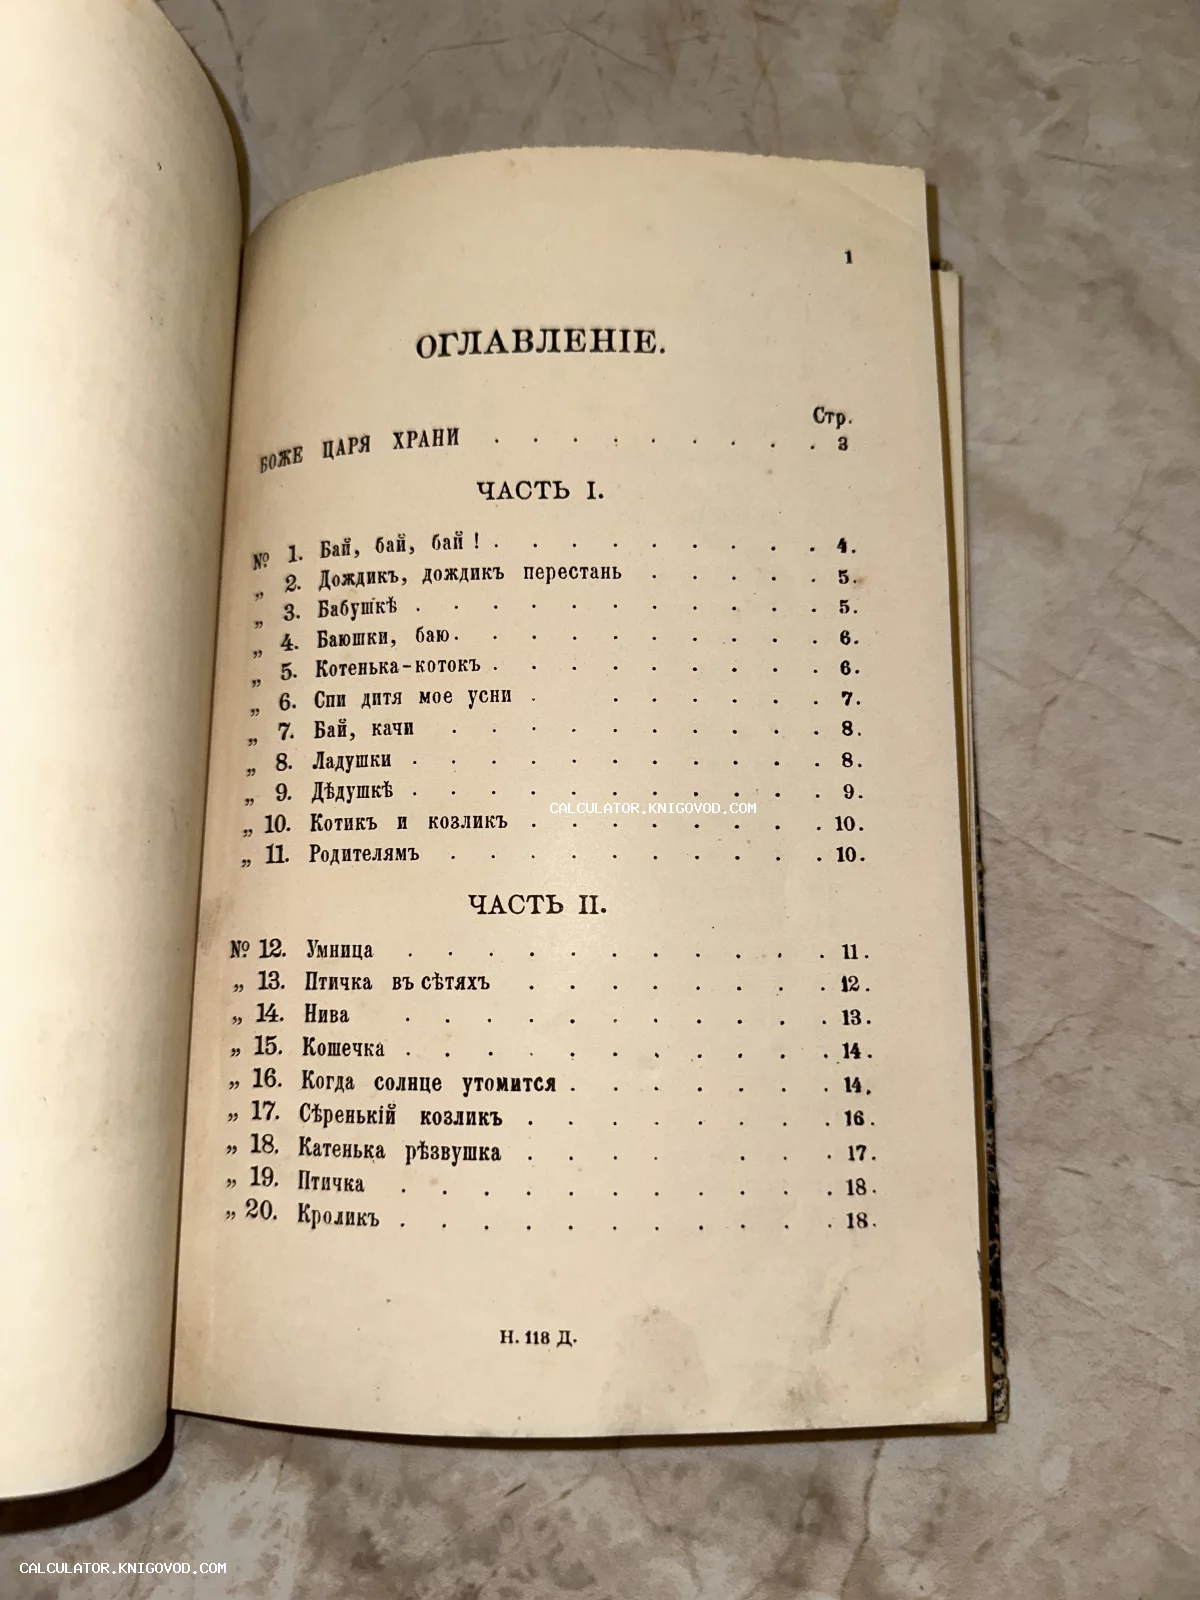 1
ОГЛАВЛЕНІЕ.
Стр.
БОЖЕ ЦАРЯ ХРАНИ . . . . . . . . . 3
ЧАСТЬ I.
№ 1. Бай, бай, бай ! . . . . . . . . . 4.
„ 2. Дождикъ, дождикъ перестань . . . . . 5.
„ 3. Бабушкѣ . . . . . . . . . . . 5.
„ 4. Баюшки, баю. . . . . . . . . . 6.
„ 5. Котенька-котокъ . . . . . . . . . 6.
„ 6. Спи дитя мое усни . . . . . . . 7.
„ 7. Бай, качи . . . . . . . . . . 8.
„ 8. Ладушки . . . . . . . . . . . 8.
„ 9. Дѣдушкѣ . . . . . . . . . . . 9.
„ 10. Котикъ и козликъ . . . . . . . . 10.
„ 11. Родителямъ . . . . . . . . . . 10.
ЧАСТЬ II.
№ 12. Умница . . . . . . . . . . . 11.
„ 13. Птичка въ сѣтяхъ . . . . . . . . 12.
„ 14. Нива . . . . . . . . . . . 13.
„ 15. Кошечка . . . . . . . . . . . 14.
„ 16. Когда солнце утомится . . . . . . . 14.
„ 17. Сѣренькій козликъ . . . . . . . . 16.
„ 18. Катенька рѣзвушка . . . . . . . 17.
„ 19. Птичка . . . . . . . . . . . 18.
„ 20. Кроликъ . . . . . . . . . . . 18.
Н. 118 Д.
CALCULATOR.KNIGOVOD.COM
CALCULATOR.KNIGOVOD.COM